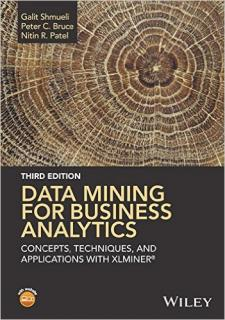 Galit Shmueli
Peter C. Bruce
Nitin R. Patel
THIRD EDITION
DATA MINING
FOR BUSINESS
ANALYTICS
CONCEPTS, TECHNIQUES, AND
APPLICATIONS WITH XLMINER®
WILEY